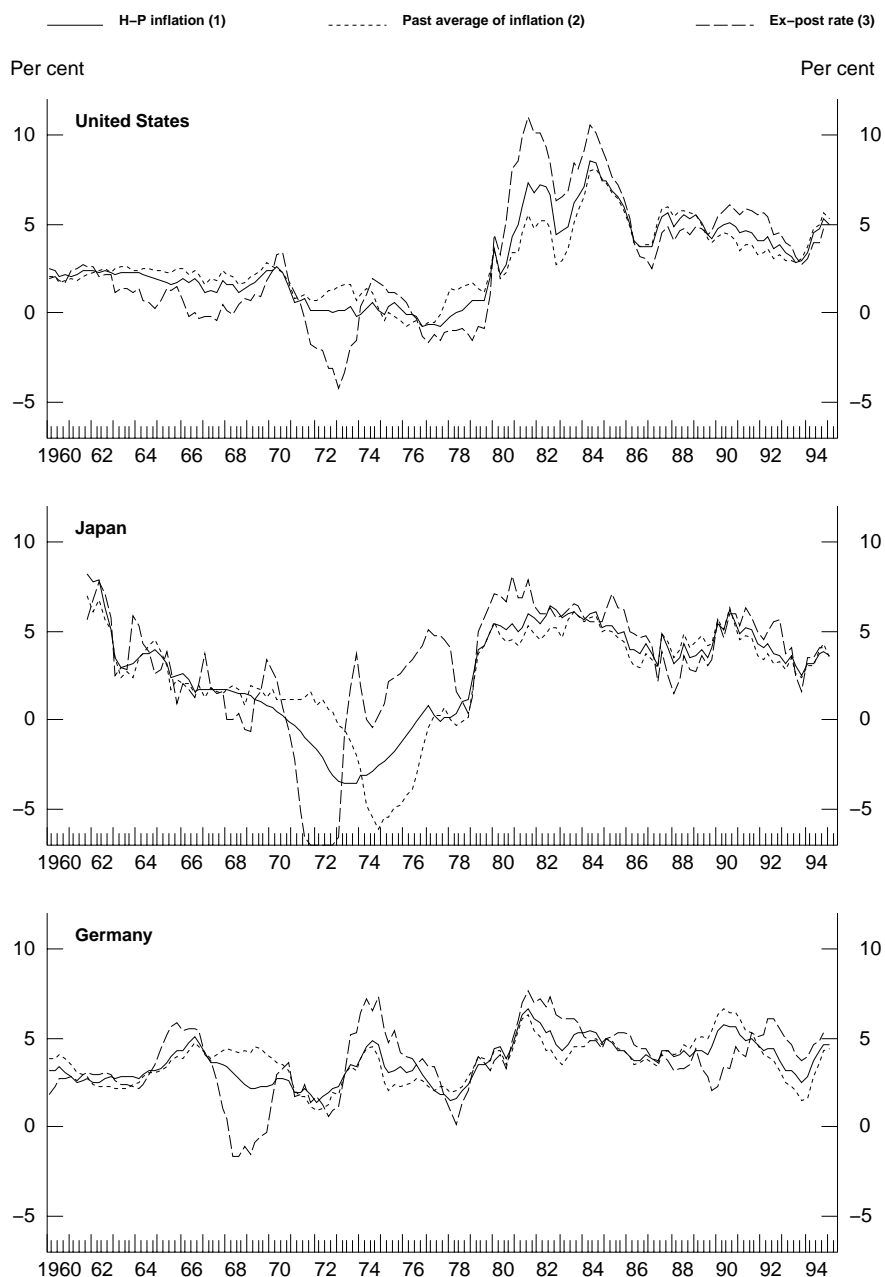 H–P inflation (1) Past average of inflation (2) Ex–post rate (3)
Per cent Per cent
United States
10 10
5 5
0 0
–5 –5
1960 62 64 66 68 70 72 74 76 78 80 82 84 86 88 90 92 94
Japan
10 10
5 5
0 0
–5 –5
1960 62 64 66 68 70 72 74 76 78 80 82 84 86 88 90 92 94
Germany
10 10
5 5
0 0
–5 –5
1960 62 64 66 68 70 72 74 76 78 80 82 84 86 88 90 92 94